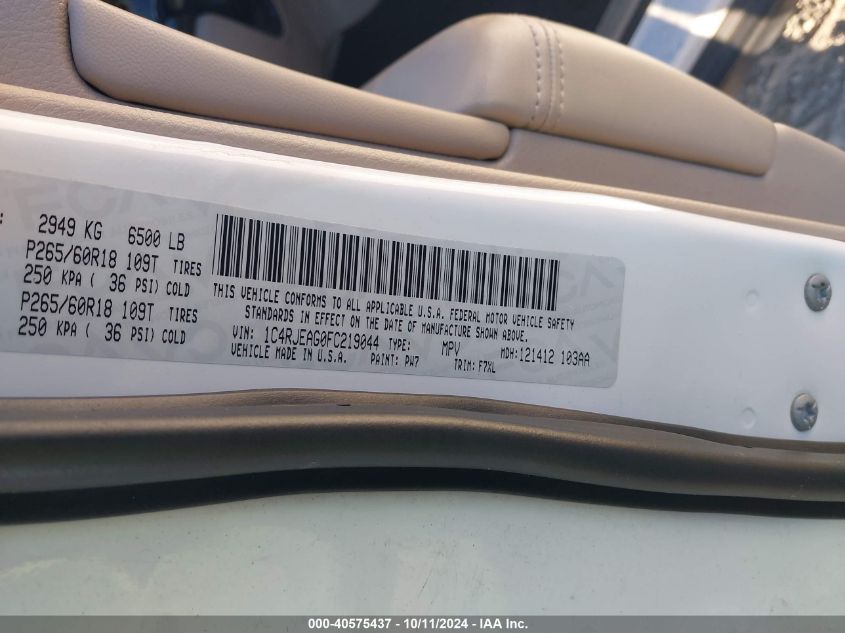 : 2949 KG 6500 LB
P265/60R18 109T TIRES
250 KPA ( 36 PSI) COLD
P265/60R18 109T TIRES
250 KPA ( 36 PSI) COLD
THIS VEHICLE CONFORMS TO ALL APPLICABLE U.S.A. FEDERAL MOTOR VEHICLE SAFETY
STANDARDS IN EFFECT ON THE DATE OF MANUFACTURE SHOWN ABOVE.
VIN: 1C4RJEAG0FC219044 TYPE: MPV MDH:121412 103AA
VEHICLE MADE IN U.S.A. PAINT: PW7 TRIM: F7XL
000-40575437 - 10/11/2024 - IAAI.com